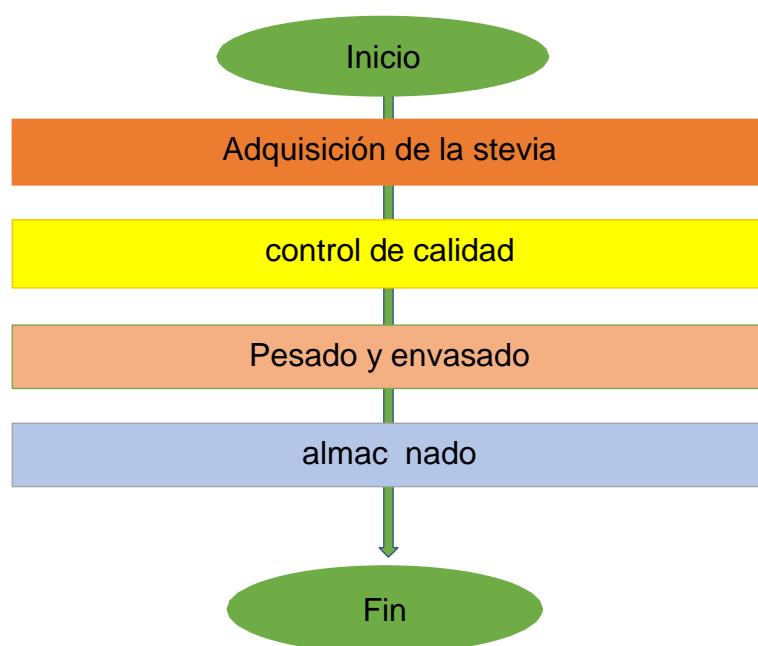 Inicio
Adquisición de la stevia
control de calidad
Pesado y envasado
almac nado
Fin